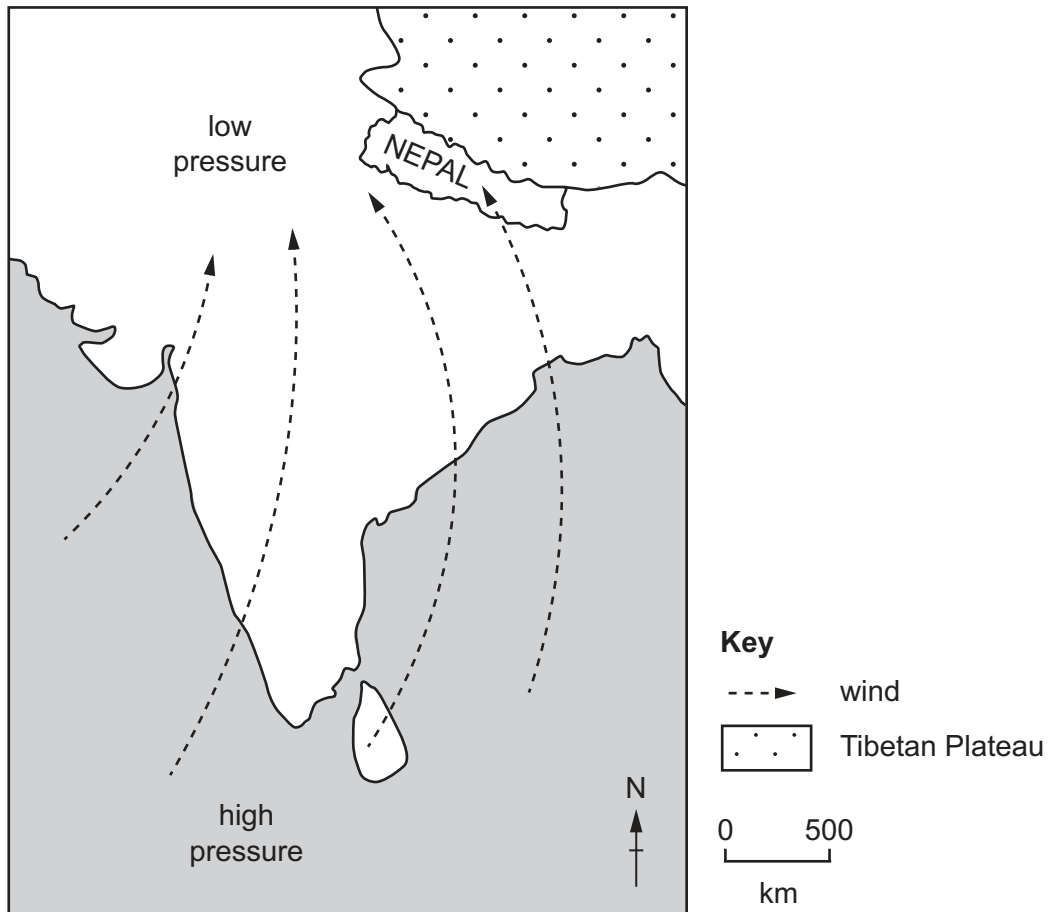 low
pressure
NEPAL
high
pressure
N
Key
wind
Tibetan Plateau
0 500
km